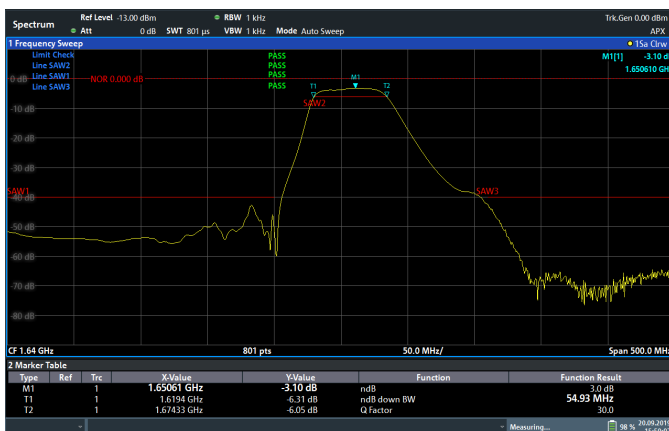 Spectrum
Ref Level -13.00 dBm RBW 1 kHz Trk.Gen 0.00 dBm
Att 0 dB SWT 801 µs VBW 1 kHz Mode Auto Sweep APX
1 Frequency Sweep 1Sa Clrw
Limit Check PASS M1[1] -3.10 d
Line SAW2 PASS 1.650610 GH
Line SAW1 PASS
Line SAW3 PASS
0 dB NOR 0.000 dB
T1 M1 T2
SAW2
-10 dB
-20 dB
-30 dB
SAW1 SAW3
-50 dB
-60 dB
-70 dB
-80 dB
CF 1.64 GHz 801 pts 50.0 MHz/ Span 500.0 MHz
2 Marker Table
Type Ref Trc X-Value Y-Value Function Function Result
M1 1 1.65061 GHz -3.10 dB ndB 3.0 dB
T1 1 1.6194 GHz -6.31 dB ndB down BW 54.93 MHz
T2 1 1.67433 GHz -6.05 dB Q Factor 30.0
Measuring... 98 % 20.09.2019